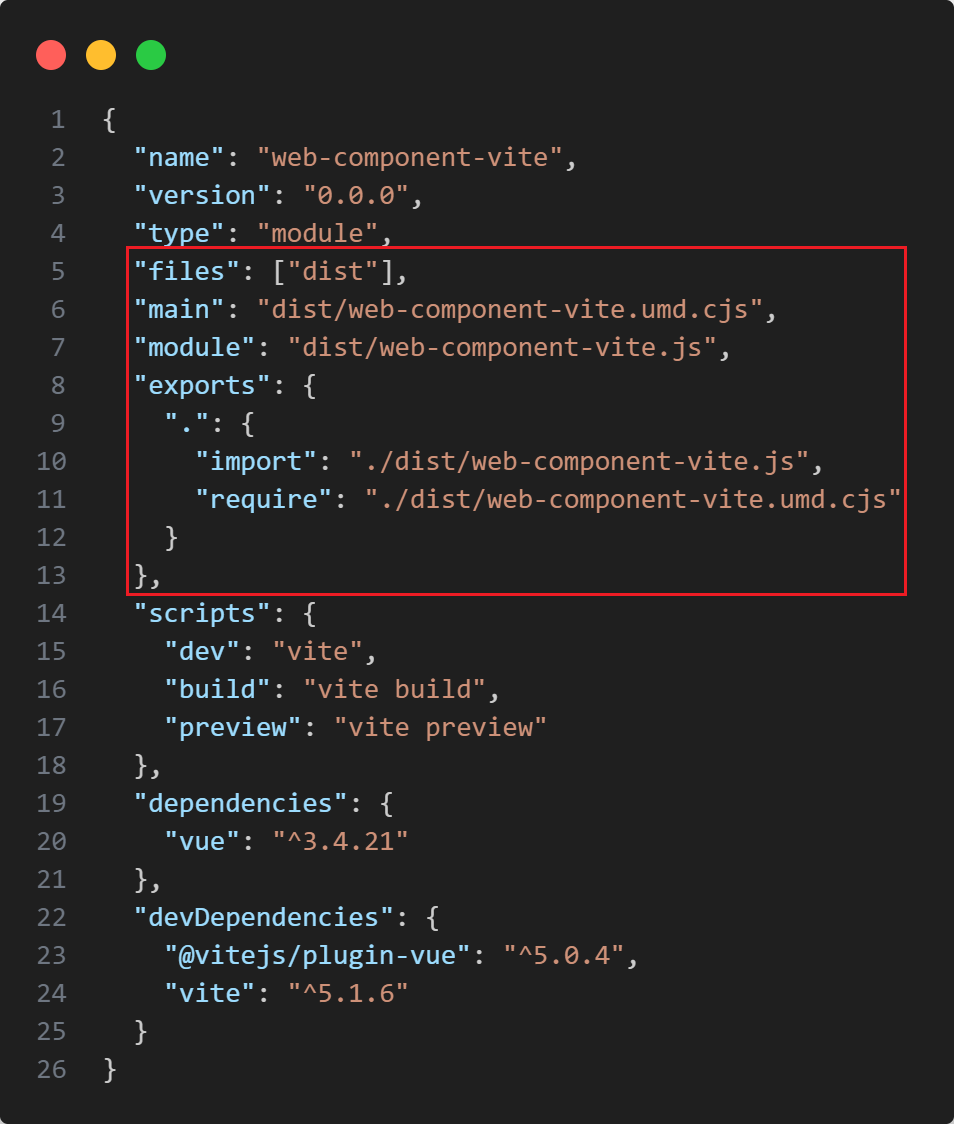 1 {
2   "name": "web-component-vite",
3   "version": "0.0.0",
4   "type": "module",
5   "files": ["dist"],
6   "main": "dist/web-component-vite.umd.cjs",
7   "module": "dist/web-component-vite.js",
8   "exports": {
9     ".": {
10       "import": "./dist/web-component-vite.js",
11       "require": "./dist/web-component-vite.umd.cjs"
12     }
13   },
14   "scripts": {
15     "dev": "vite",
16     "build": "vite build",
17     "preview": "vite preview"
18   },
19   "dependencies": {
20     "vue": "^3.4.21"
21   },
22   "devDependencies": {
23     "@vitejs/plugin-vue": "^5.0.4",
24     "vite": "^5.1.6"
25   }
26 }